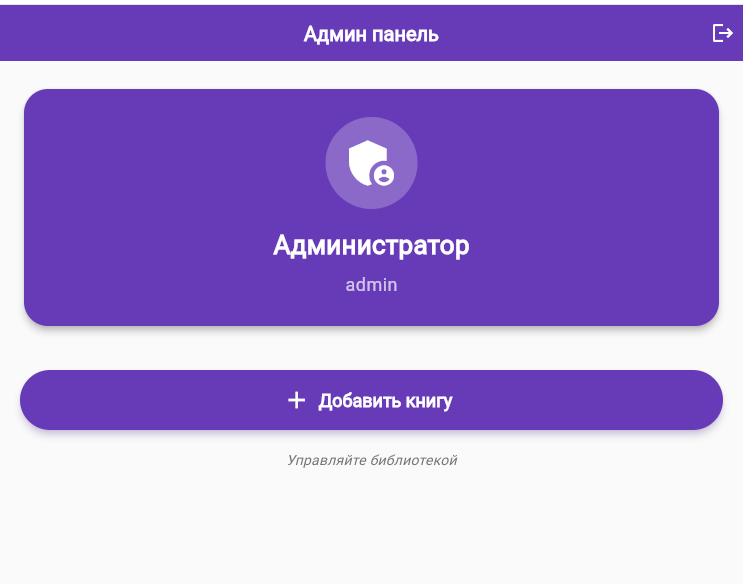 Админ панель
Администратор
admin
Добавить книгу
Управляйте библиотекой